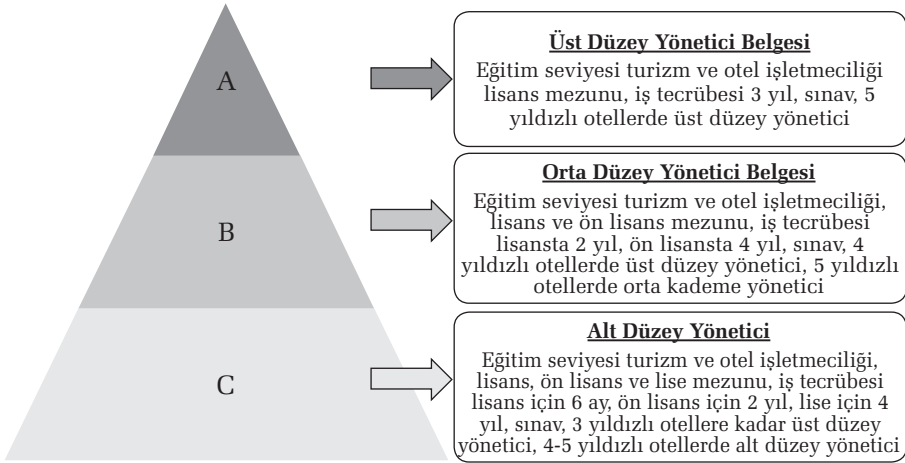 A
Üst Düzey Yönetici Belgesi
Eğitim seviyesi turizm ve otel işletmeciliği
lisans mezunu, iş tecrübesi 3 yıl, sınav, 5
yıldızlı otellerde üst düzey yönetici
B
Orta Düzey Yönetici Belgesi
Eğitim seviyesi turizm ve otel işletmeciliği,
lisans ve ön lisans mezunu, iş tecrübesi
lisansta 2 yıl, ön lisansta 4 yıl, sınav, 4
yıldızlı otellerde üst düzey yönetici, 5 yıldızlı
otellerde orta kademe yönetici
C
Alt Düzey Yönetici
Eğitim seviyesi turizm ve otel işletmeciliği,
lisans, ön lisans ve lise mezunu, iş tecrübesi
lisans için 6 ay, ön lisans için 2 yıl, lise için 4
yıl, sınav, 3 yıldızlı otellere kadar üst düzey
yönetici, 4-5 yıldızlı otellerde alt düzey yönetici